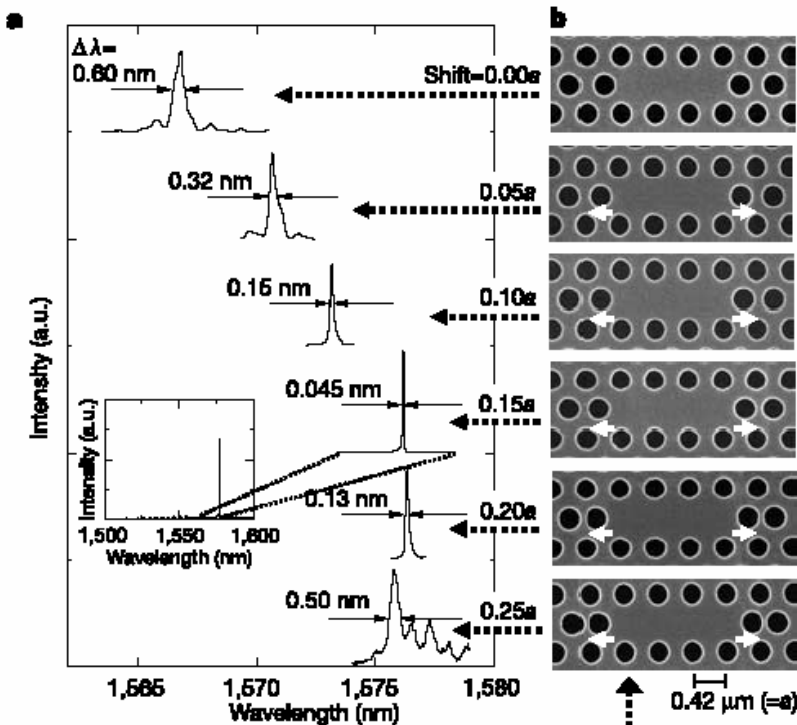 a
b
Δλ=
0.60 nm
Shift=0.00a
0.32 nm
0.05a
0.15 nm
0.10a
0.045 nm
0.15a
0.13 nm
0.20a
0.50 nm
0.25a
Intensity (a.u.)
Intensity (a.u.)
1,500 1,550 1,600
Wavelength (nm)
1,565 1,570 1,575 1,580
Wavelength (nm)
0.42 µm (=a)